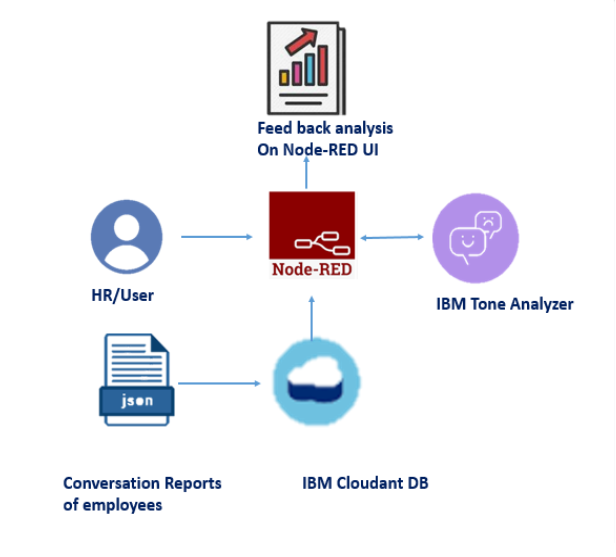 Feed back analysis
On Node-RED UI
Node-RED
HR/User
IBM Tone Analyzer
json
Conversation Reports
of employees
IBM Cloudant DB